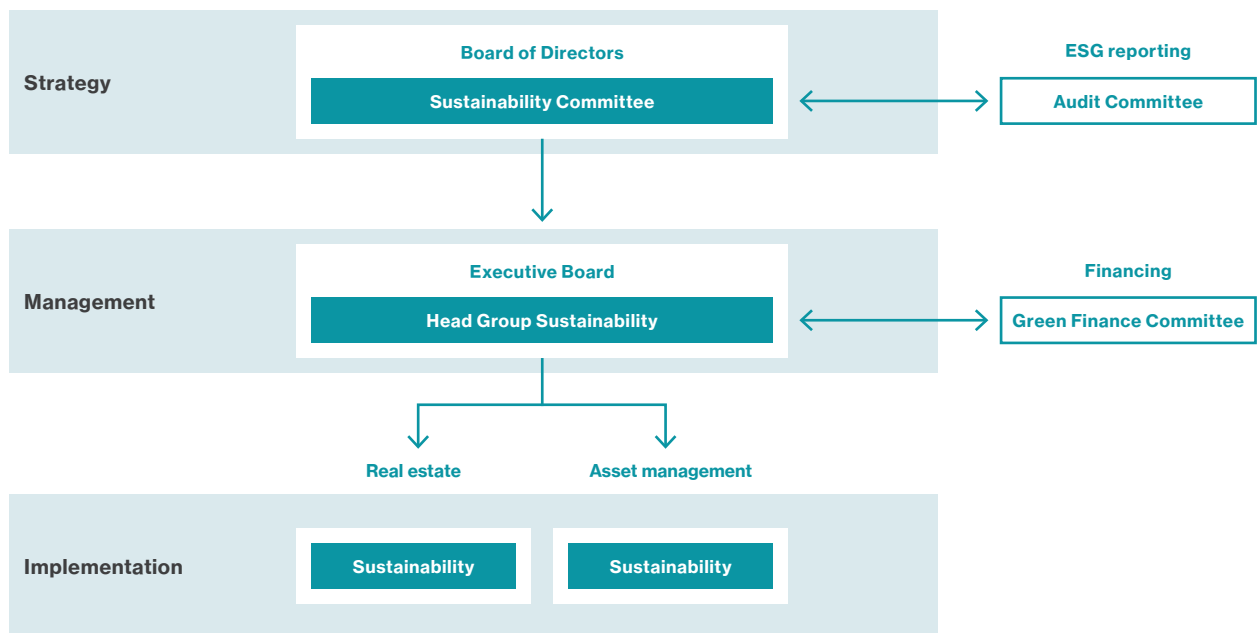 Strategy
Board of Directors
Sustainability Committee
ESG reporting
Audit Committee
Management
Executive Board
Head Group Sustainability
Financing
Green Finance Committee
Real estate
Asset management
Implementation
Sustainability
Sustainability